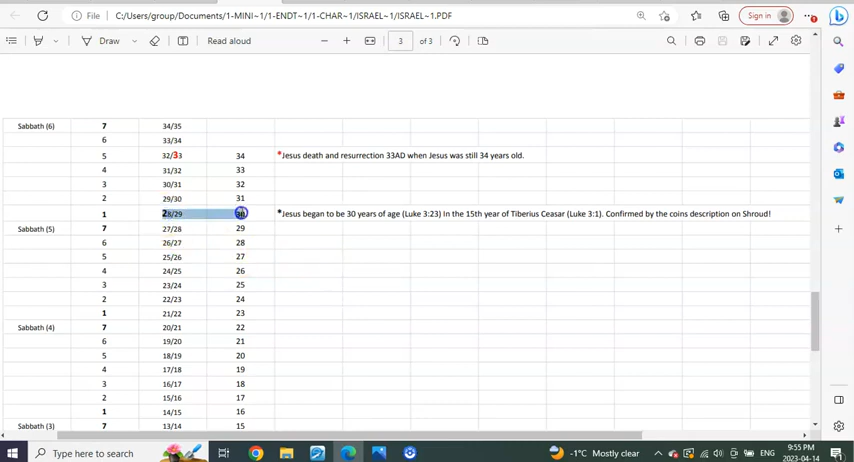 File C:/Users/group/Documents/1-MINI~1/1-ENDT~1/1-CHAR~1/ISRAEL~1/ISRAEL~1.PDF Sign in
Draw Read aloud 3 of 3
Sabbath (6) 7 34/35
6 33/34
5 32/33 34 *Jesus death and resurrection 33AD when Jesus was still 34 years old.
4 31/32 33
3 30/31 32
2 29/30 31
1 28/29 30 *Jesus began to be 30 years of age (Luke 3:23) In the 15th year of Tiberius Ceasar (Luke 3:1). Confirmed by the coins description on Shroud!
Sabbath (5) 7 27/28 29
6 26/27 28
5 25/26 27
4 24/25 26
3 23/24 25
2 22/23 24
1 21/22 23
Sabbath (4) 7 20/21 22
6 19/20 21
5 18/19 20
4 17/18 19
3 16/17 18
2 15/16 17
1 14/15 16
Sabbath (3) 7 13/14 15
Type here to search -1°C Mostly clear ENG 9:55 PM
2023-04-14